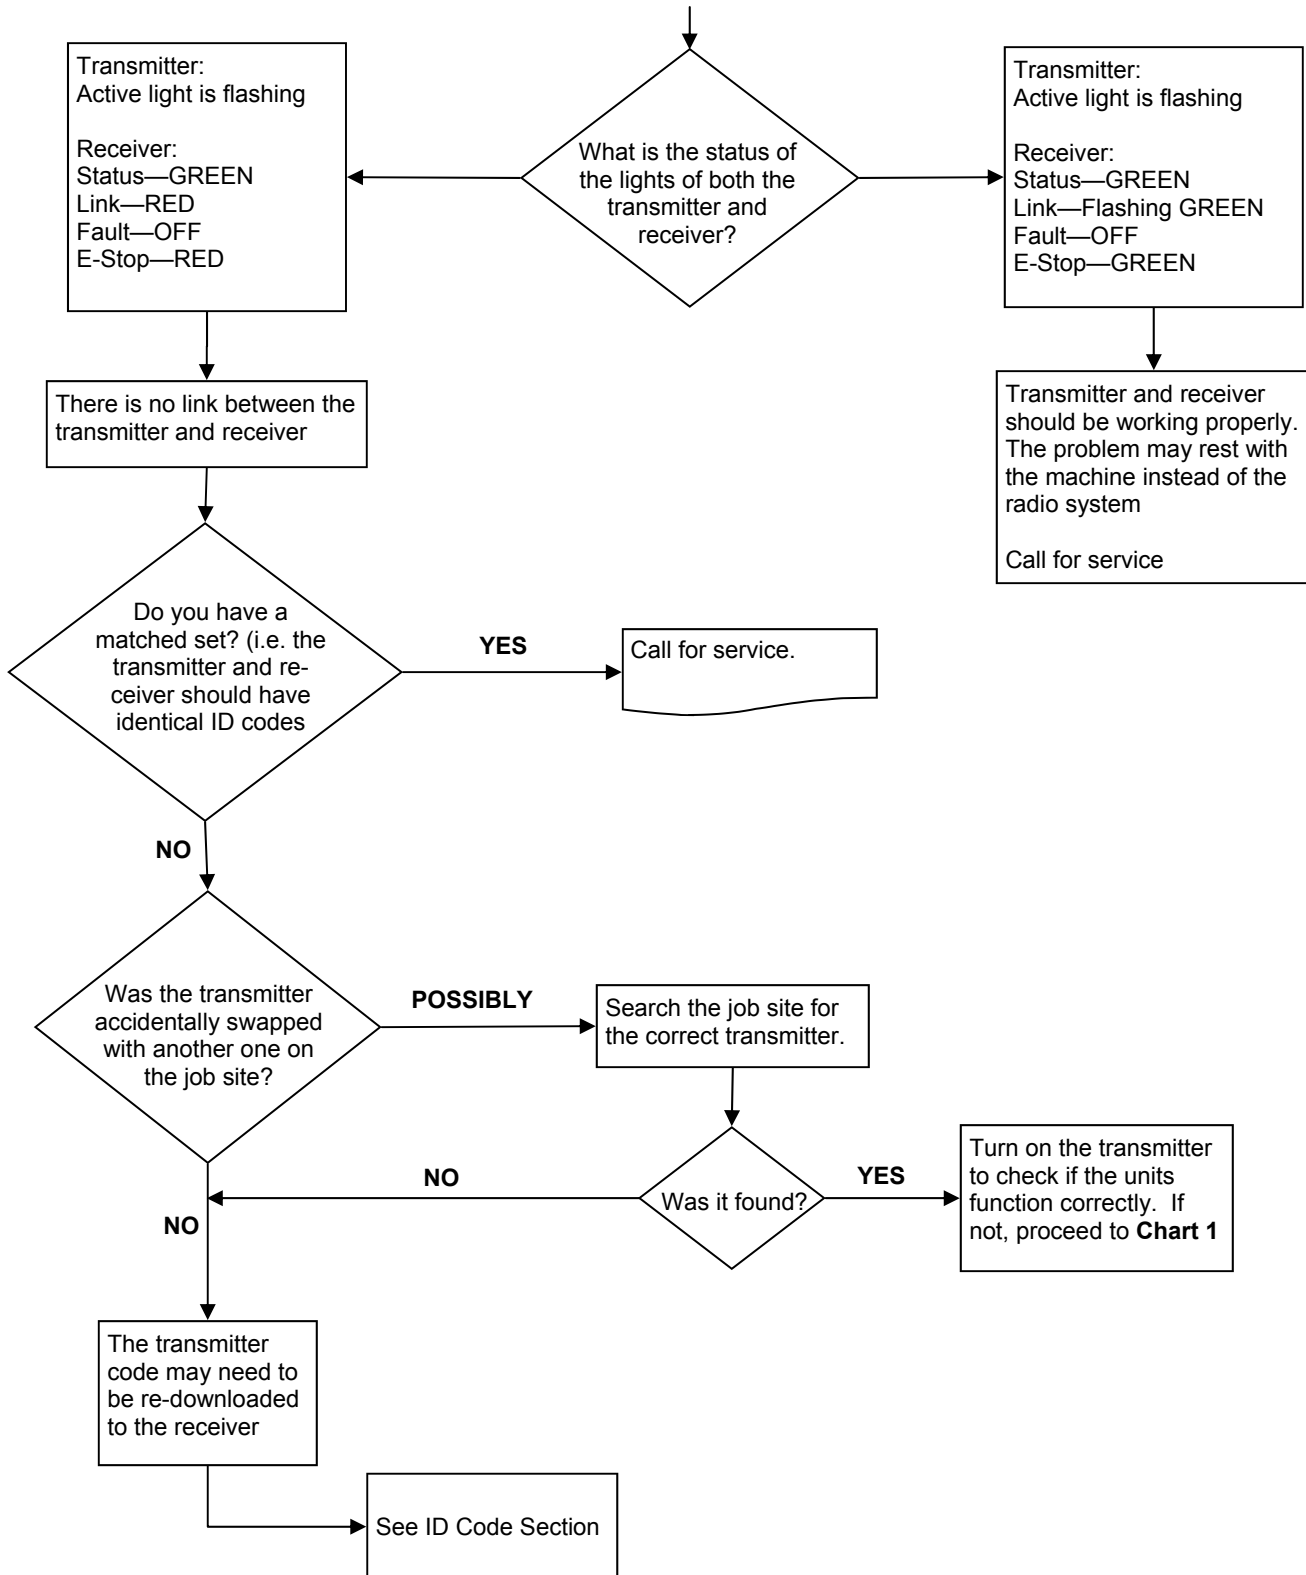 Transmitter:
Active light is flashing
Receiver:
Status—GREEN
Link—RED
Fault—OFF
E-Stop—RED
What is the status of
the lights of both the
transmitter and
receiver?
Transmitter:
Active light is flashing
Receiver:
Status—GREEN
Link—Flashing GREEN
Fault—OFF
E-Stop—GREEN
There is no link between the
transmitter and receiver
Transmitter and receiver
should be working properly.
The problem may rest with
the machine instead of the
radio system
Call for service
Do you have a
matched set? (i.e. the
transmitter and re-
ceiver should have
identical ID codes
YES
Call for service.
NO
Was the transmitter
accidentally swapped
with another one on
the job site?
POSSIBLY
Search the job site for
the correct transmitter.
Was it found?
NO
YES
Turn on the transmitter
to check if the units
function correctly.  If
not, proceed to Chart 1
NO
The transmitter
code may need to
be re-downloaded
to the receiver
See ID Code Section